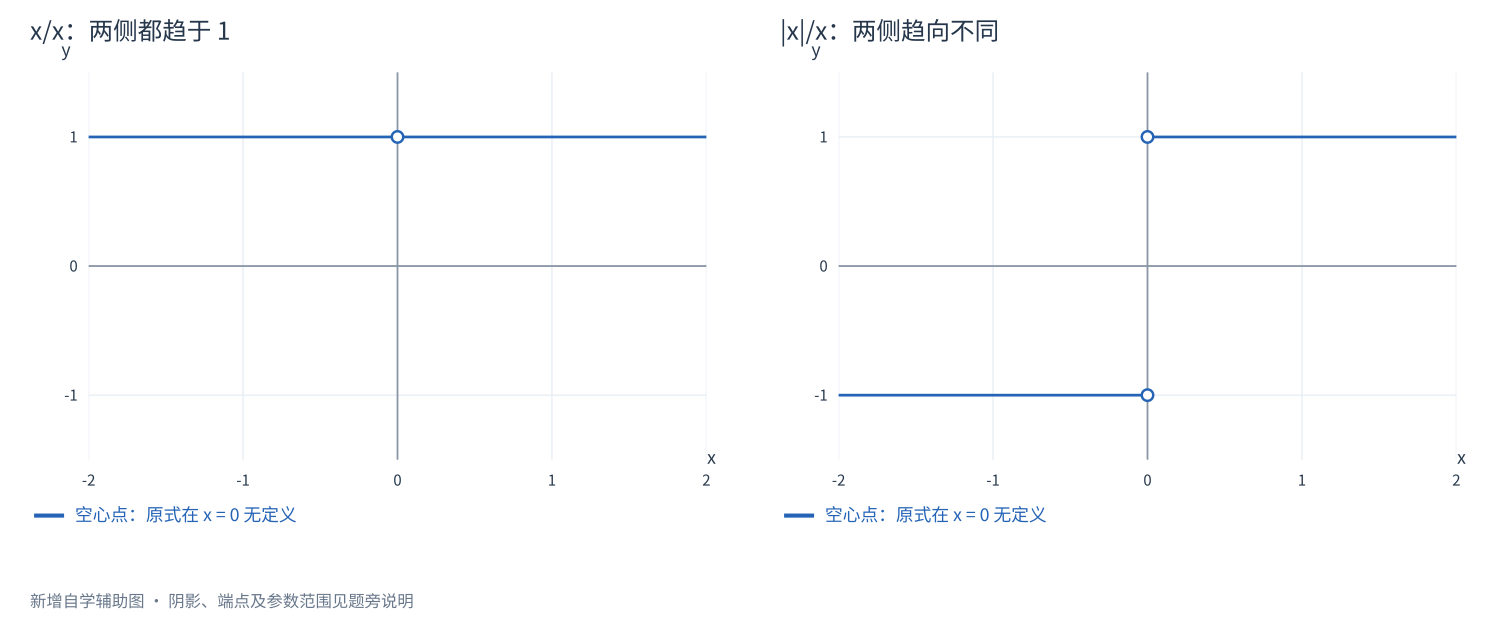 x/x：两侧都趋于 1
y
1
0
-1
-2 -1 0 1 2
x
空心点：原式在 x = 0 无定义
|x|/x：两侧趋向不同
y
1
0
-1
-2 -1 0 1 2
x
空心点：原式在 x = 0 无定义
新增自学辅助图 · 阴影、端点及参数范围见题旁说明